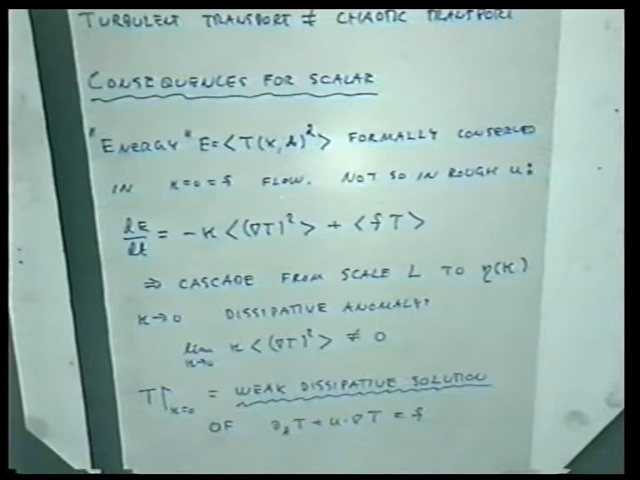 TURBULENT TRANSPORT ≠ CHAOTIC TRANSPORT
CONSEQUENCES FOR SCALAR
"ENERGY" E=<T(x,t)²> FORMALLY CONSERVED
IN κ=0=f FLOW. NOT SO IN ROUGH u:
dE/dt = -κ <(∇T)²> + <fT>
⇒ CASCADE FROM SCALE L TO η(κ)
κ→0 DISSIPATIVE ANOMALY:
lim κ→0 κ <(∇T)²> ≠ 0
T↾κ=0 = WEAK DISSIPATIVE SOLUTION
OF ∂ₜT + u·∇T = f